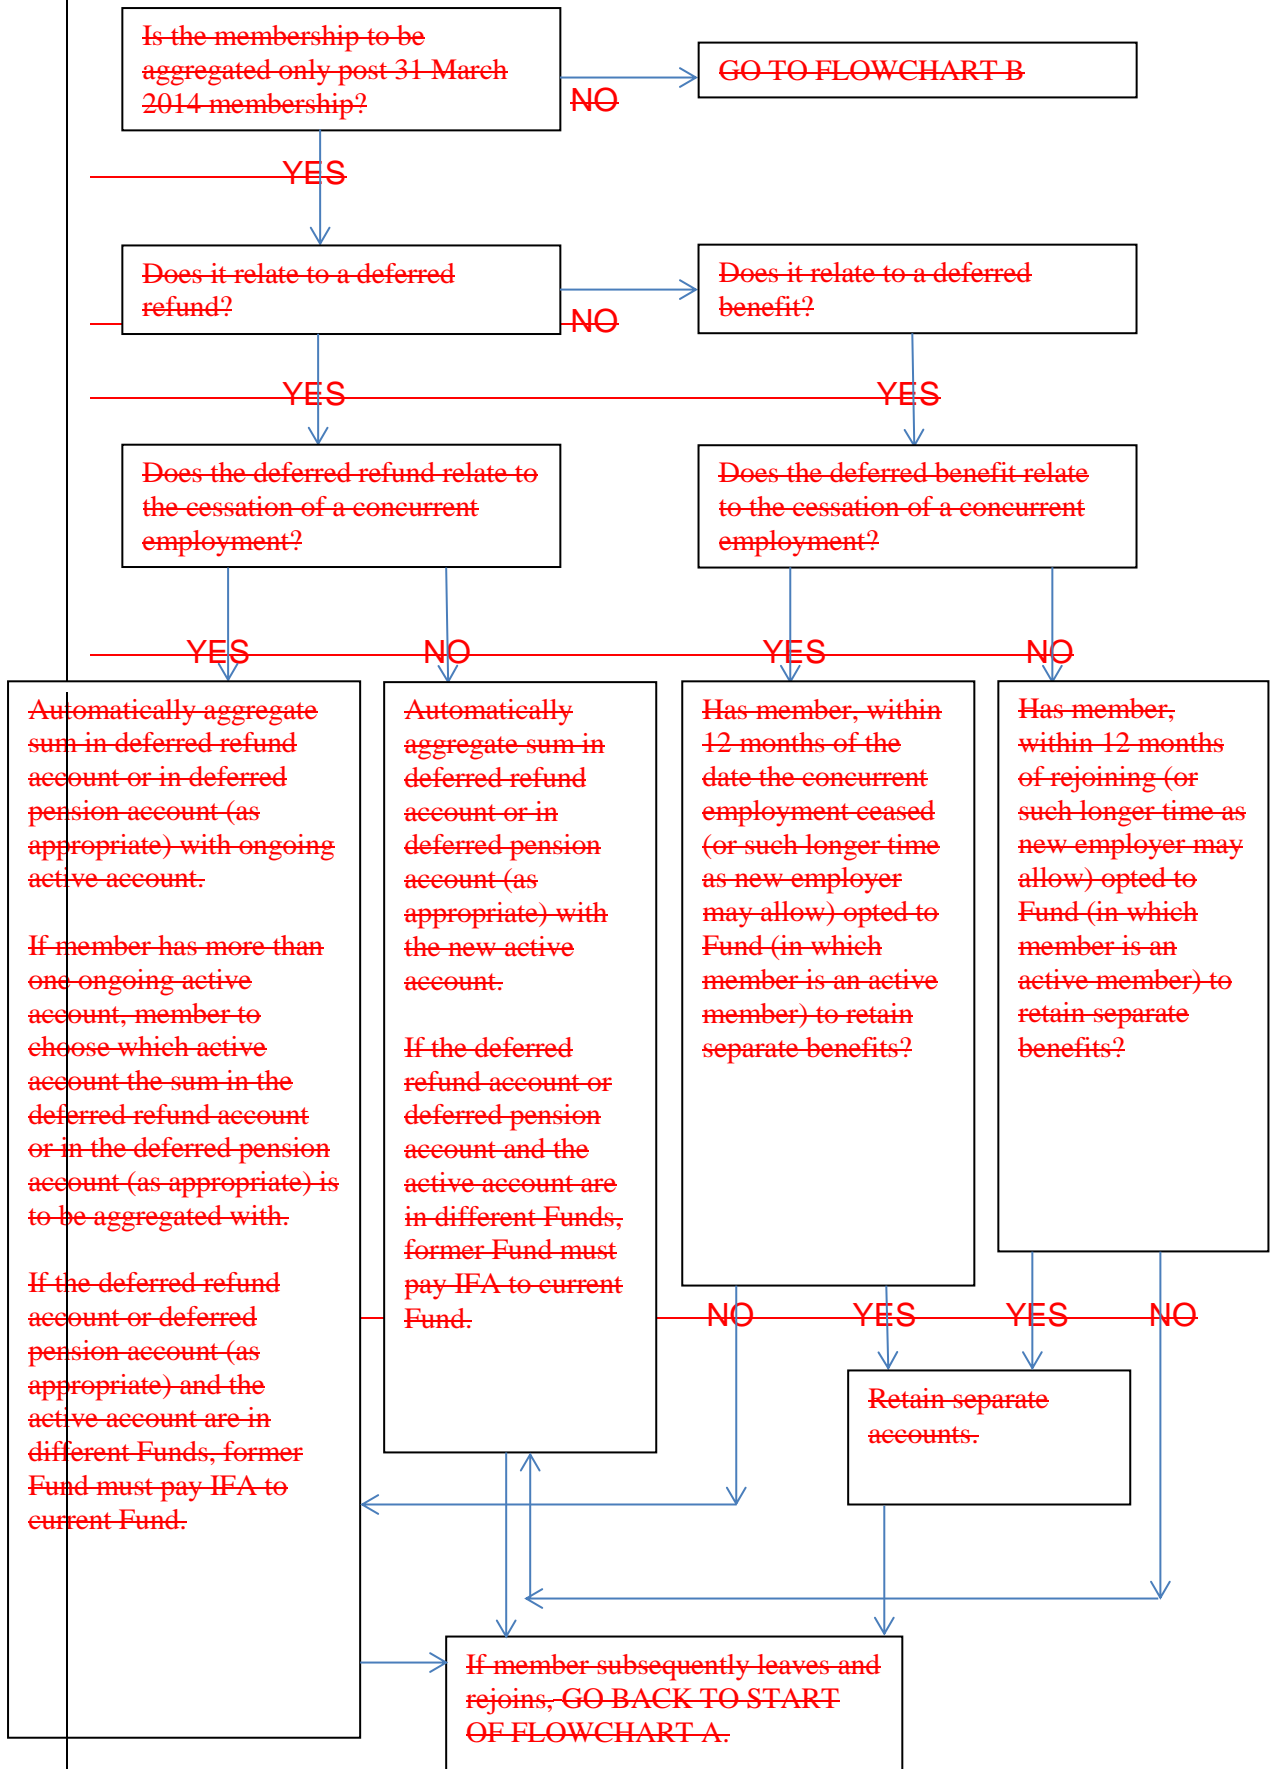 Is the membership to be
aggregated only post 31 March
2014 membership?
GO TO FLOWCHART B
NO
YES
Does it relate to a deferred
refund?
Does it relate to a deferred
benefit?
NO
YES
YES
Does the deferred refund relate to
the cessation of a concurrent
employment?
Does the deferred benefit relate
to the cessation of a concurrent
employment?
YES
NO
YES
NO
Automatically aggregate
sum in deferred refund
account or in deferred
pension account (as
appropriate) with ongoing
active account.
If member has more than
one ongoing active
account, member to
choose which active
account the sum in the
deferred refund account
or in the deferred pension
account (as appropriate) is
to be aggregated with.
If the deferred refund
account or deferred
pension account (as
appropriate) and the
active account are in
different Funds, former
Fund must pay IFA to
current Fund.
Automatically
aggregate sum in
deferred refund
account or in
deferred pension
account (as
appropriate) with
the new active
account.
If the deferred
refund account or
deferred pension
account and the
active account are
in different Funds,
former Fund must
pay IFA to current
Fund.
Has member, within
12 months of the
date the concurrent
employment ceased
(or such longer time
as new employer
may allow) opted to
Fund (in which
member is an active
member) to retain
separate benefits?
Has member,
within 12 months
of rejoining (or
such longer time as
new employer may
allow) opted to
Fund (in which
member is an
active member) to
retain separate
benefits?
NO
YES
YES
NO
Retain separate
accounts.
If member subsequently leaves and
rejoins, GO BACK TO START
OF FLOWCHART A.